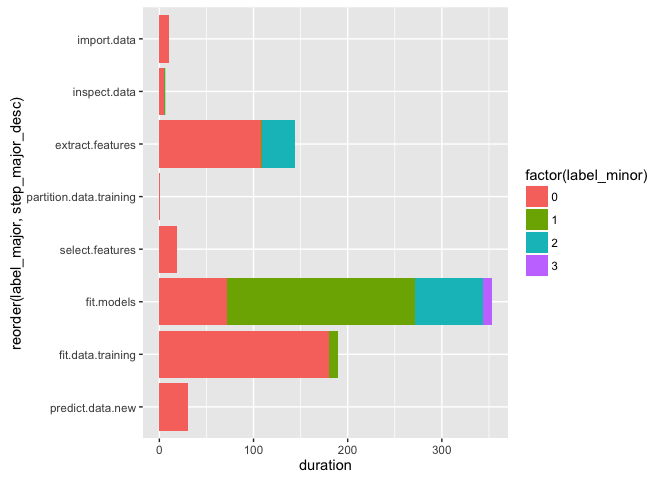 reorder(label_major, step_major_desc)
import.data
inspect.data
extract.features
partition.data.training
select.features
fit.models
fit.data.training
predict.data.new
0
100
200
300
duration
factor(label_minor)
0
1
2
3